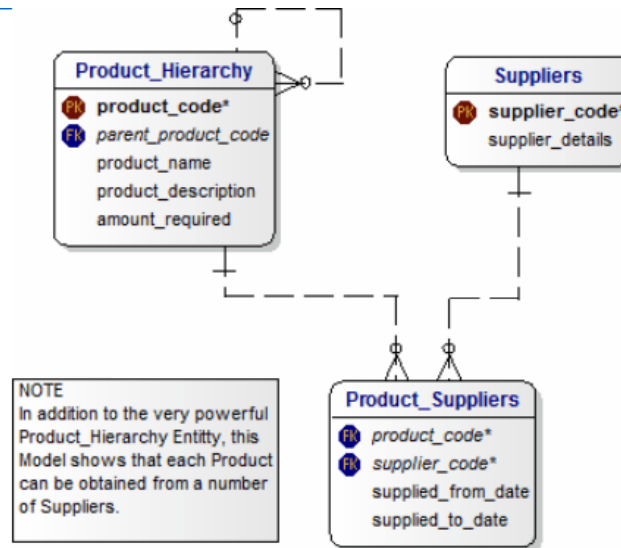 Product_Hierarchy
PK product_code*
FK parent_product_code
product_name
product_description
amount_required
Suppliers
PK supplier_code*
supplier_details
NOTE
In addition to the very powerful
Product_Hierarchy Entitty, this
Model shows that each Product
can be obtained from a number
of Suppliers.
Product_Suppliers
FK product_code*
FK supplier_code*
supplied_from_date
supplied_to_date